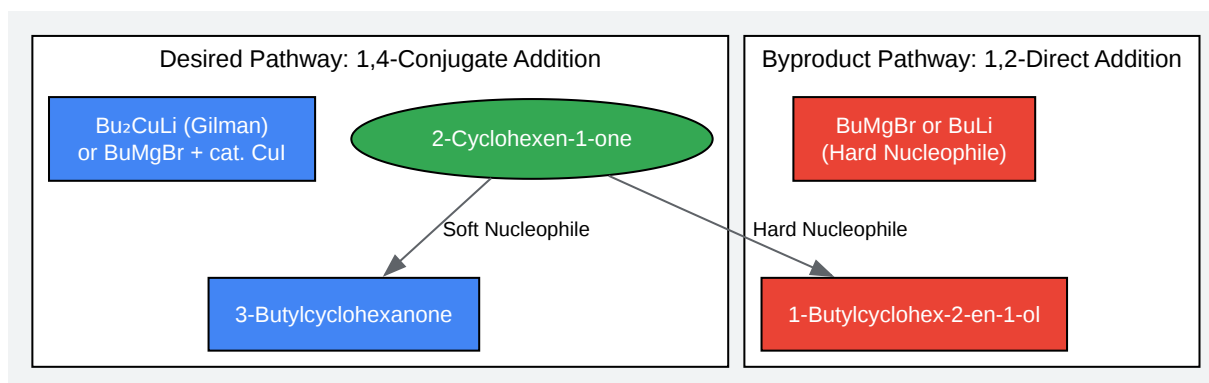 Desired Pathway: 1,4-Conjugate Addition
Bu₂CuLi (Gilman)
or BuMgBr + cat. CuI
2-Cyclohexen-1-one
Soft Nucleophile
3-Butylcyclohexanone
Byproduct Pathway: 1,2-Direct Addition
BuMgBr or BuLi
(Hard Nucleophile)
Hard Nucleophile
1-Butylcyclohex-2-en-1-ol